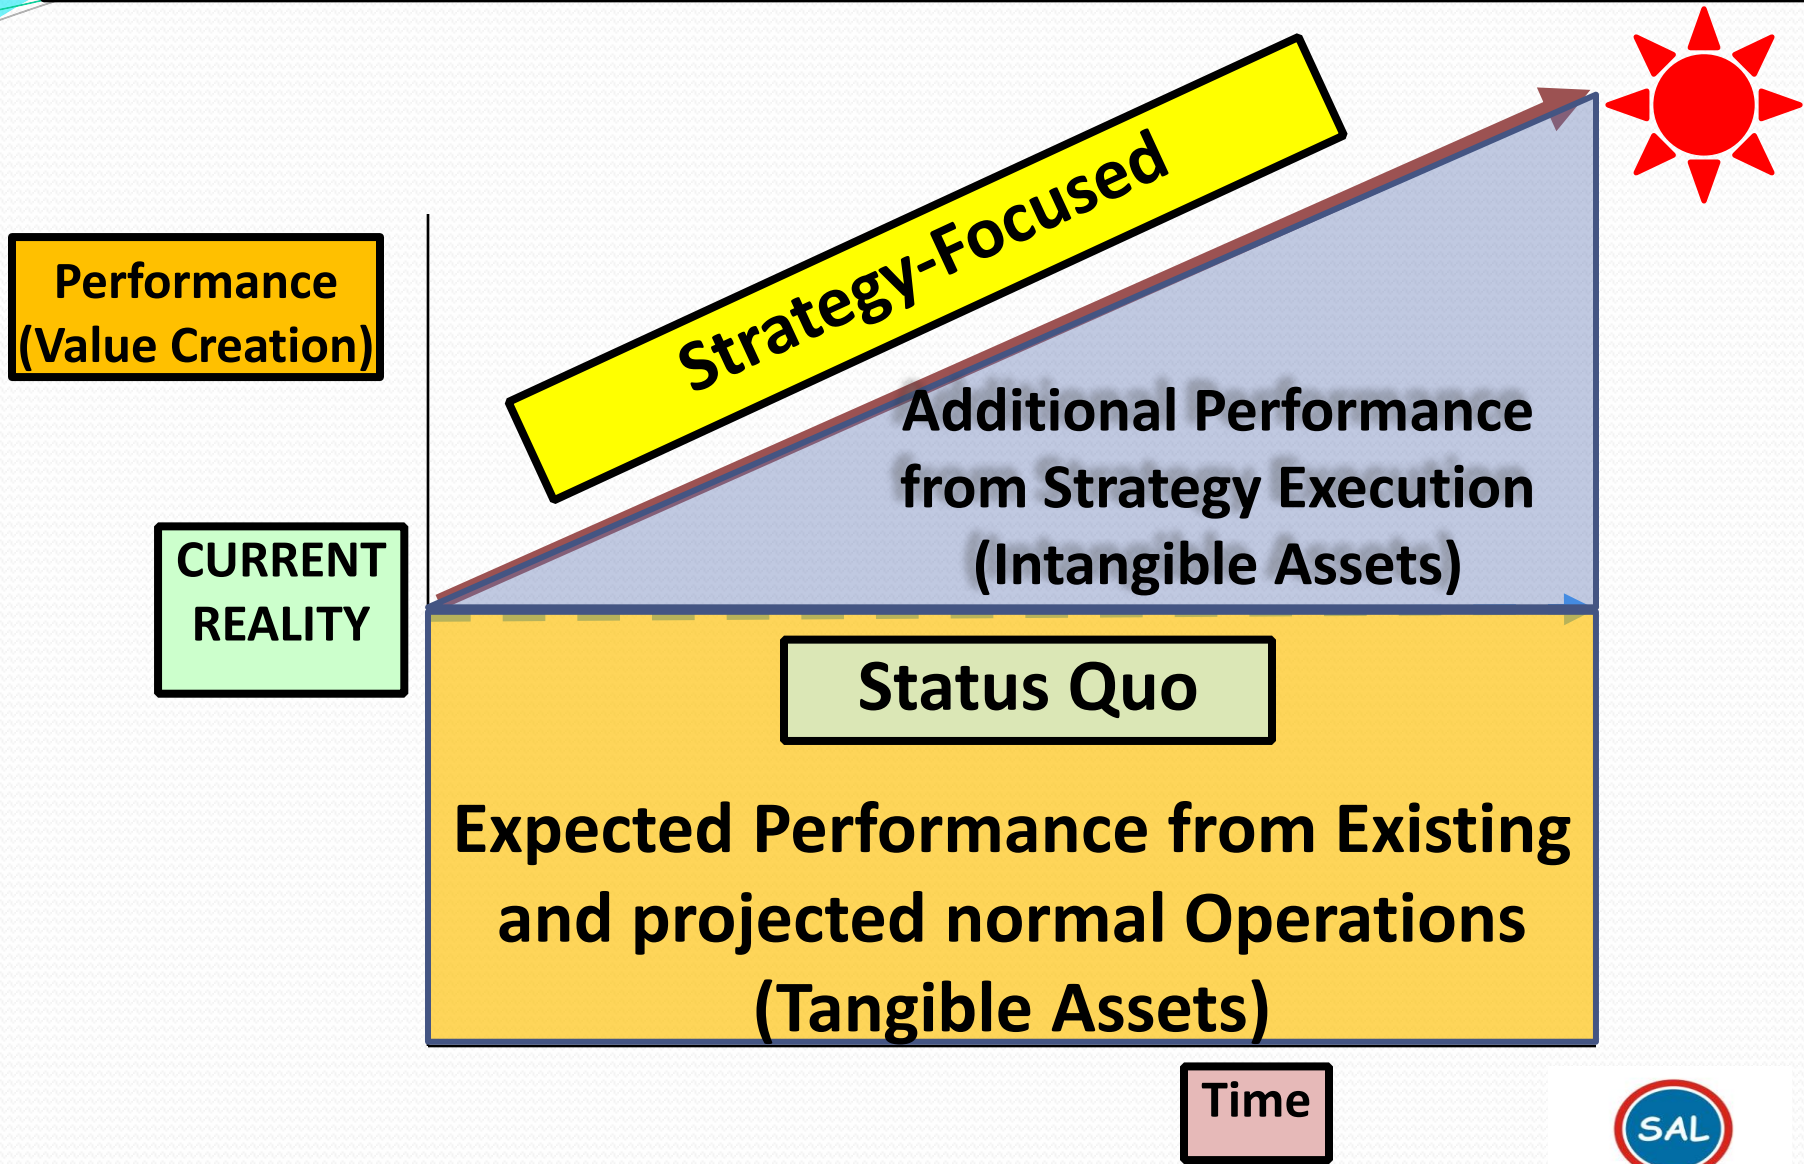 Strategy-Focused
Performance
(Value Creation)
Additional Performance
from Strategy Execution
(Intangible Assets)
CURRENT
REALITY
Status Quo
Expected Performance from Existing
and projected normal Operations
(Tangible Assets)
Time
SAL